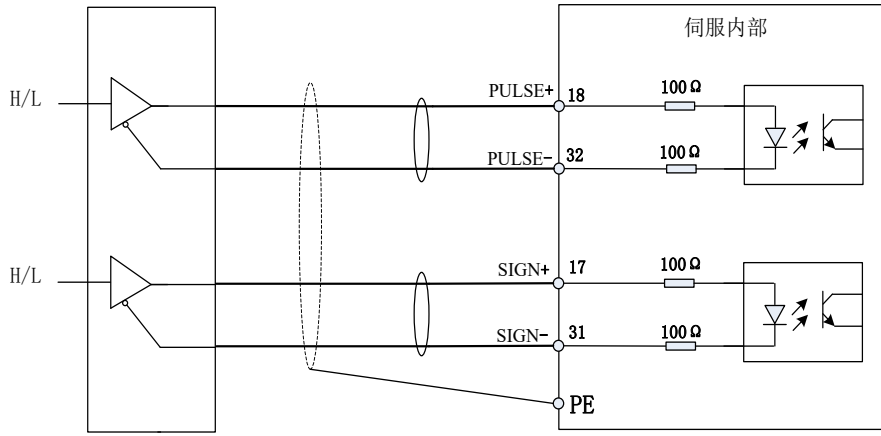 伺服内部
H/L
PULSE+
18
100Ω
PULSE-
32
100Ω
H/L
SIGN+
17
100Ω
SIGN-
31
100Ω
PE